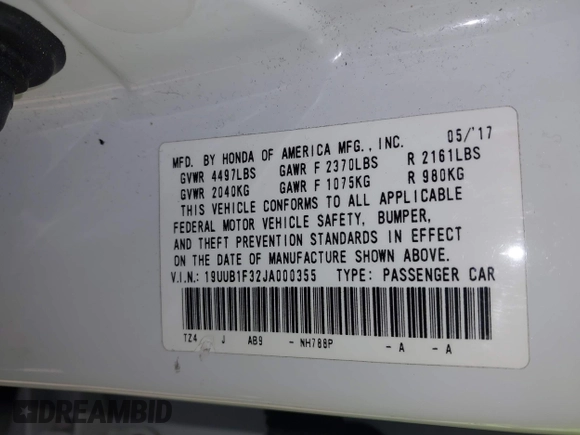 MFD. BY HONDA OF AMERICA MFG., INC. 05/'17
GVWR 4497LBS GAWR F 2370LBS R 2161LBS
GVWR 2040KG GAWR F 1075KG R 980KG
THIS VEHICLE CONFORMS TO ALL APPLICABLE
FEDERAL MOTOR VEHICLE SAFETY, BUMPER,
AND THEFT PREVENTION STANDARDS IN EFFECT
ON THE DATE OF MANUFACTURE SHOWN ABOVE.
V.I.N.: 19UUB1F32JA000355 TYPE: PASSENGER CAR
TZ4 J AB9 - NH788P - A - A
DREAMBID